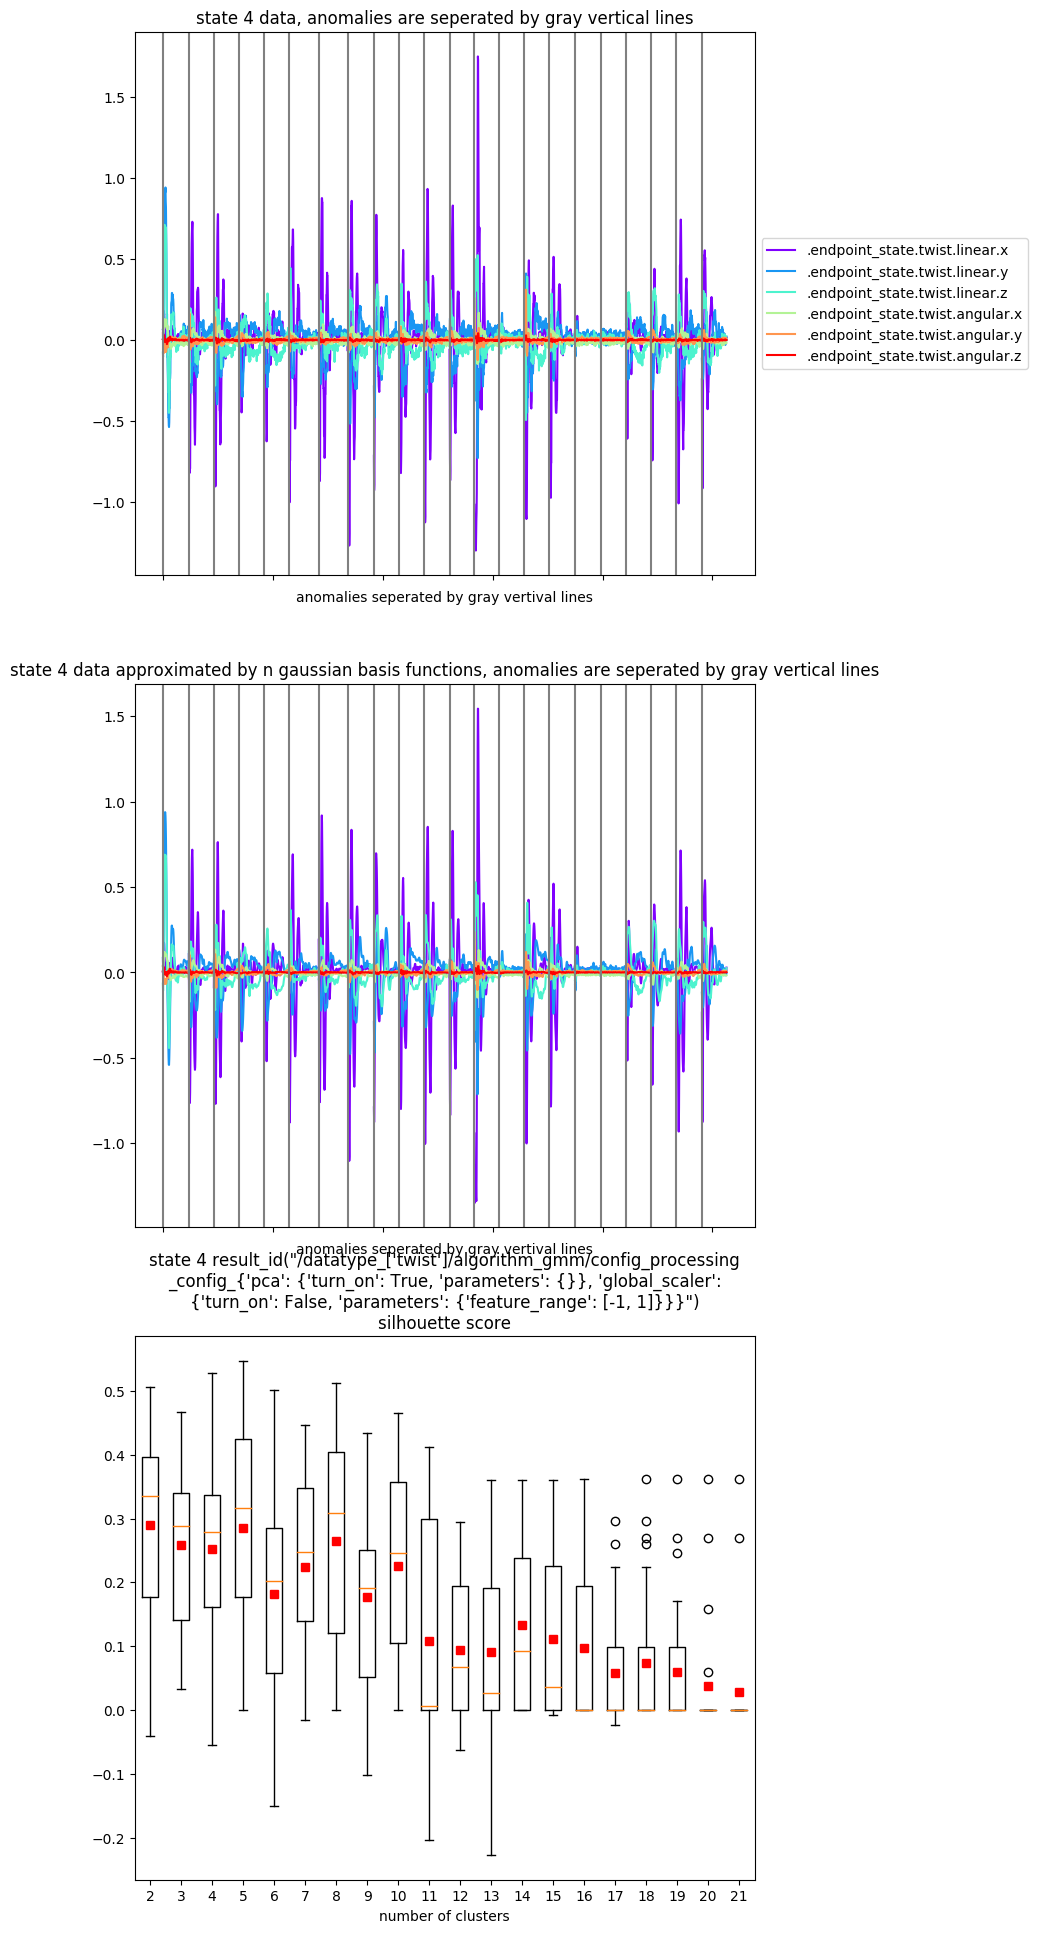 state 4 data, anomalies are seperated by gray vertical lines
1.5
1.0
0.5
0.0
−0.5
−1.0
anomalies seperated by gray vertival lines
.endpoint_state.twist.linear.x
.endpoint_state.twist.linear.y
.endpoint_state.twist.linear.z
.endpoint_state.twist.angular.x
.endpoint_state.twist.angular.y
.endpoint_state.twist.angular.z
state 4 data approximated by n gaussian basis functions, anomalies are seperated by gray vertical lines
1.5
1.0
0.5
0.0
−0.5
−1.0
anomalies seperated by gray vertival lines
state 4 result_id("/datatype_['twist']/algorithm_gmm/config_processing
_config_{'pca': {'turn_on': True, 'parameters': {}}, 'global_scaler':
{'turn_on': False, 'parameters': {'feature_range': [-1, 1]}}}")
silhouette score
0.5
0.4
0.3
0.2
0.1
0.0
−0.1
−0.2
2 3 4 5 6 7 8 9 10 11 12 13 14 15 16 17 18 19 20 21
number of clusters